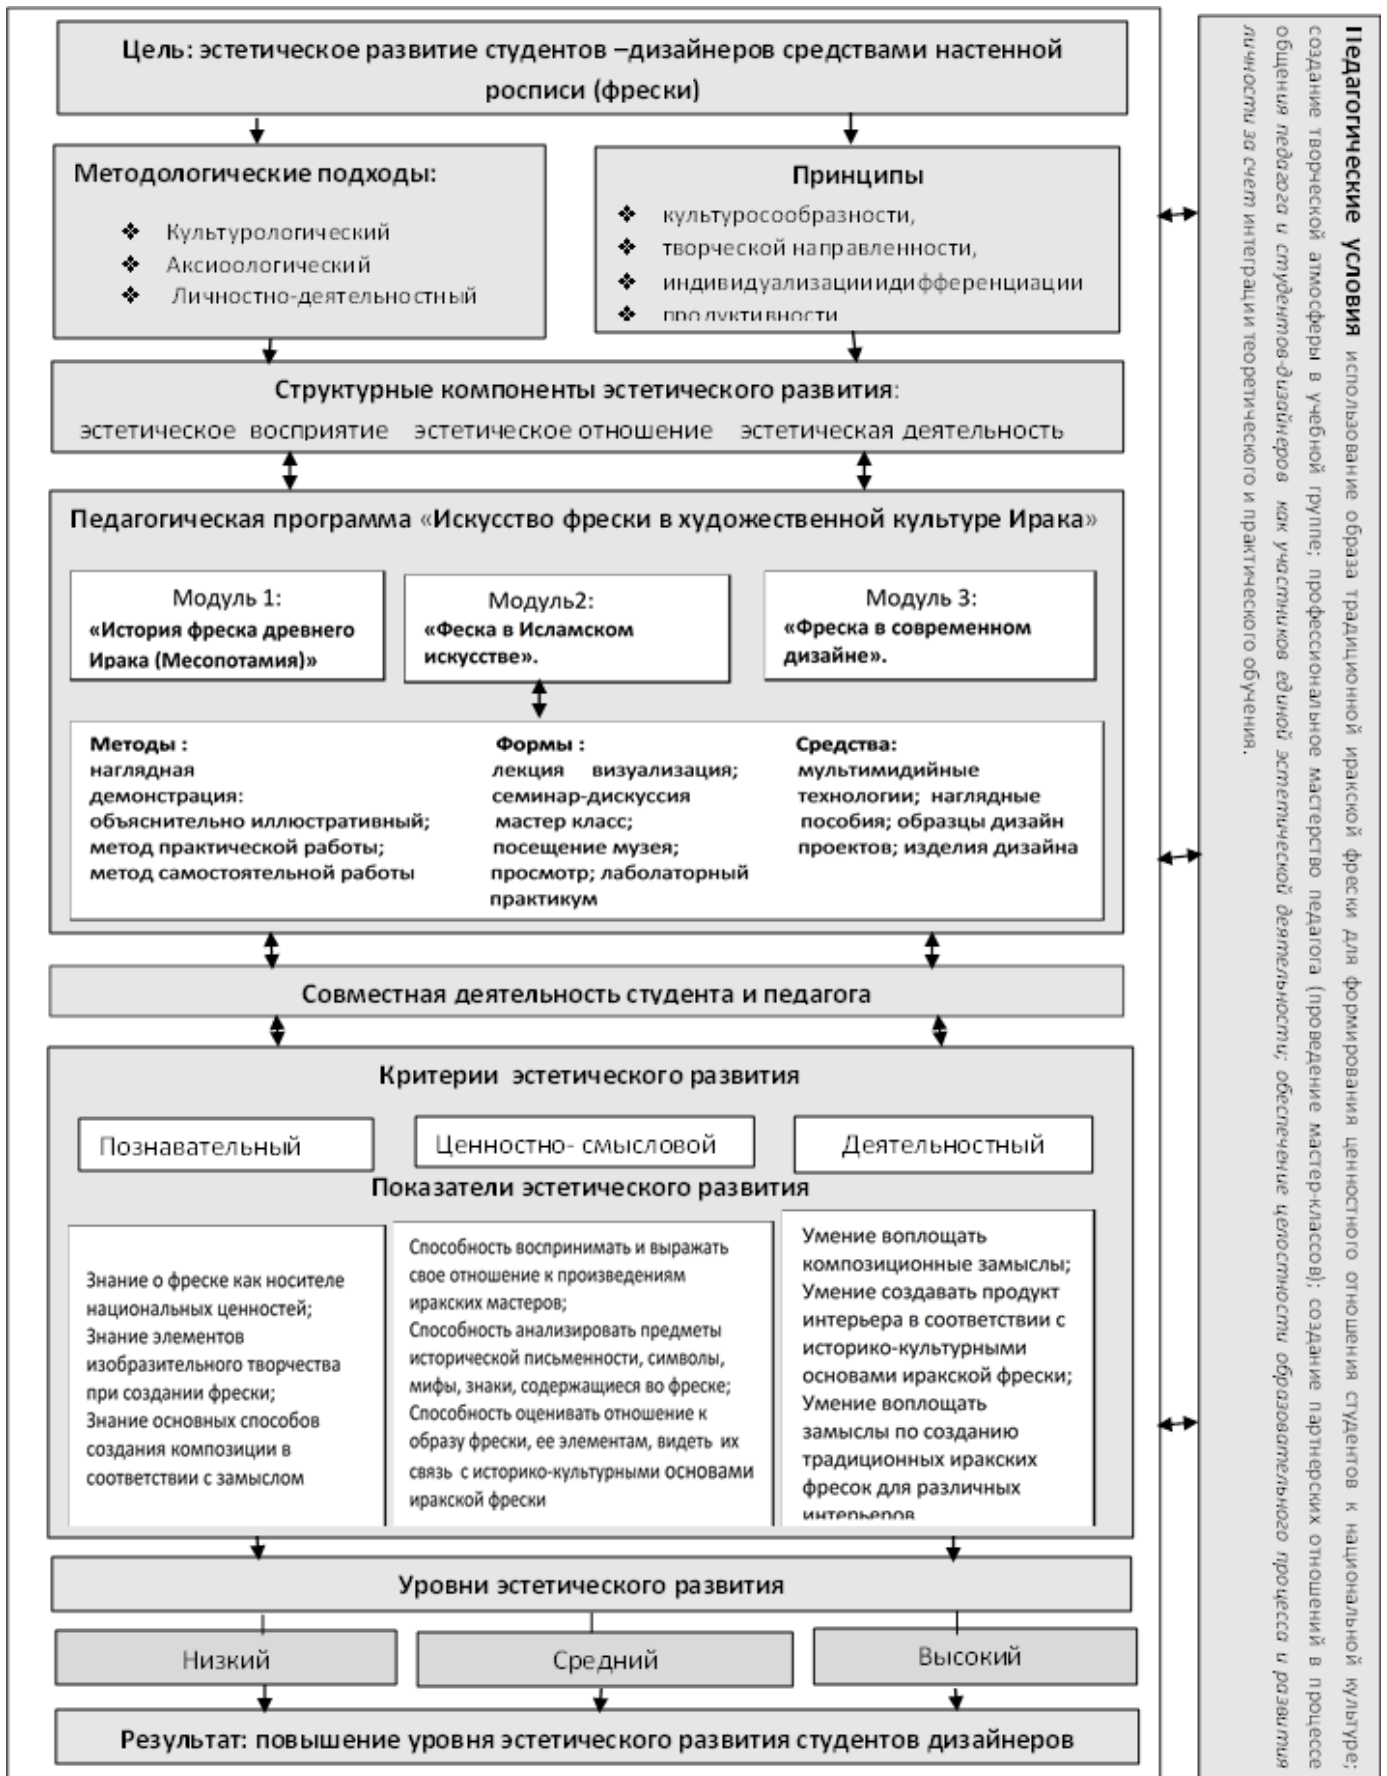 Цель: эстетическое развитие студентов –дизайнеров средствами настенной
росписи (фрески)
Методологические подходы:
❖ Культурологический
❖ Аксиоологический
❖ Личностно-деятельностный
Принципы
❖ культуросообразности,
❖ творческой направленности,
❖ индивидуализациии дифференциации
❖ продуктивности
Структурные компоненты эстетического развития:
эстетическое восприятие эстетическое отношение эстетическая деятельность
Педагогическая программа «Искусство фрески в художественной культуре Ирака»
Модуль 1:
«История фреска древнего
Ирака (Месопотамия)»
Модуль2:
«Феска в Исламском
искусстве».
Модуль 3:
«Фреска в современном
дизайне».
Методы :
наглядная
демонстрация:
объяснительно иллюстративный;
метод практической работы;
метод самостоятельной работы
Формы :
лекция визуализация;
семинар-дискуссия
мастер класс;
посещение музея;
просмотр; лаболаторный
практикум
Средства:
мультимидийные
технологии; наглядные
пособия; образцы дизайн
проектов; изделия дизайна
Совместная деятельность студента и педагога
Критерии эстетического развития
Познавательный
Ценностно- смысловой
Деятельностный
Показатели эстетического развития
Знание о фреске как носителе
национальных ценностей;
Знание элементов
изобразительного творчества
при создании фрески;
Знание основных способов
создания композиции в
соответствии с замыслом
Способность воспринимать и выражать
свое отношение к произведениям
иракских мастеров;
Способность анализировать предметы
исторической письменности, символы,
мифы, знаки, содержащиеся во фреске;
Способность оценивать отношение к
образу фрески, ее элементам, видеть их
связь с историко-культурными основами
иракской фрески
Умение воплощать
композиционные замыслы;
Умение создавать продукт
интерьера в соответствии с
историко-культурными
основами иракской фрески;
Умение воплощать
замыслы по созданию
традиционных иракских
фресок для различных
интерьеров
Уровни эстетического развития
Низкий
Средний
Высокий
Результат: повышение уровня эстетического развития студентов дизайнеров
Педагогические условия использование образа традиционной иракской фрески для формирования ценностного отношения студентов к национальной культуре;
создание творческой атмосферы в учебной группе; профессиональное мастерство педагога (проведение мастер-классов); создание партнерских отношений в процессе
общения педагога и студентов-дизайнеров как участников единой эстетической деятельности; обеспечение целостности образовательного процесса и развития
личности за счет интеграции теоретического и практического обучения.